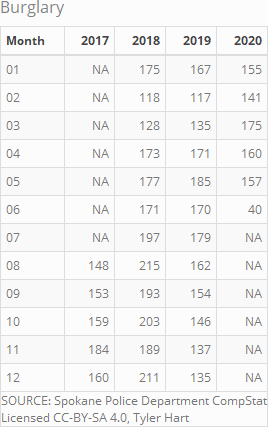 Burglary
Month 2017 2018 2019 2020
01 NA 175 167 155
02 NA 118 117 141
03 NA 128 135 175
04 NA 173 171 160
05 NA 177 185 157
06 NA 171 170 40
07 NA 197 179 NA
08 148 215 162 NA
09 153 193 154 NA
10 159 203 146 NA
11 184 189 137 NA
12 160 211 135 NA
SOURCE: Spokane Police Department CompStat
Licensed CC-BY-SA 4.0, Tyler Hart